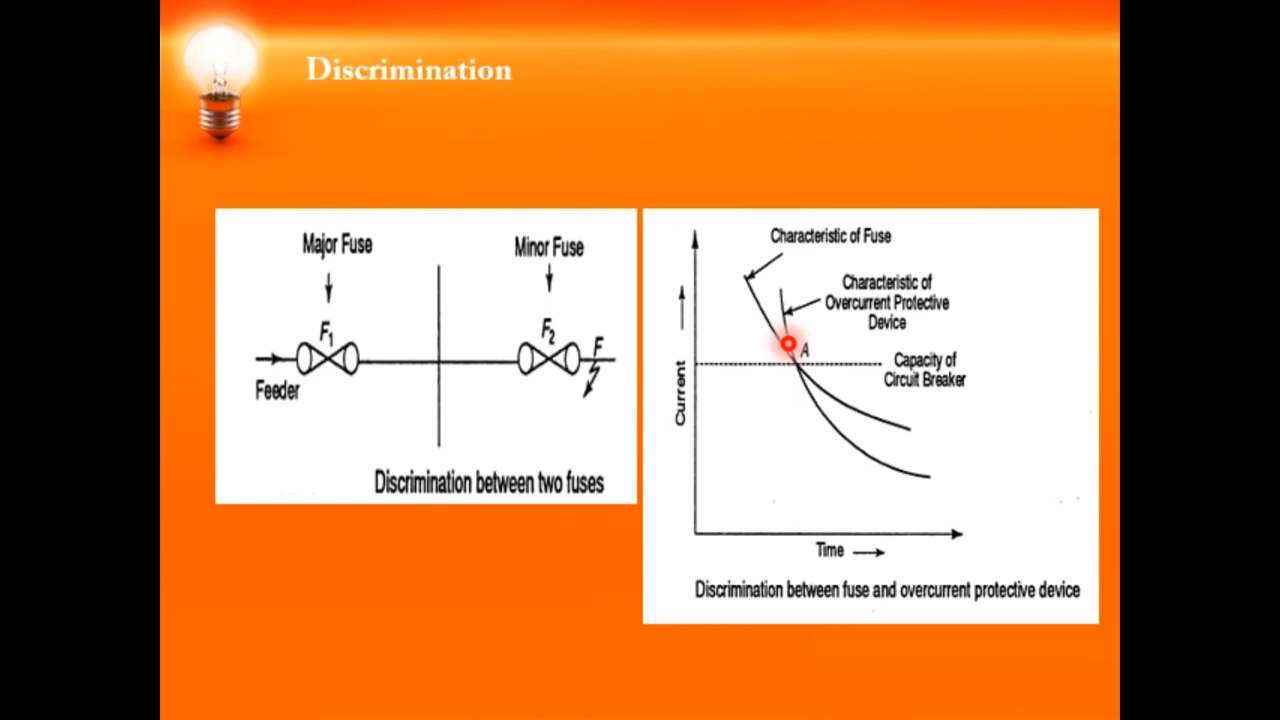 Discrimination
Major Fuse
Minor Fuse
F1
F2
F
Feeder
Discrimination between two fuses
Characteristic of Fuse
Characteristic of
Overcurrent Protective
Device
A
Capacity of
Circuit Breaker
Current
Time
Discrimination between fuse and overcurrent protective device